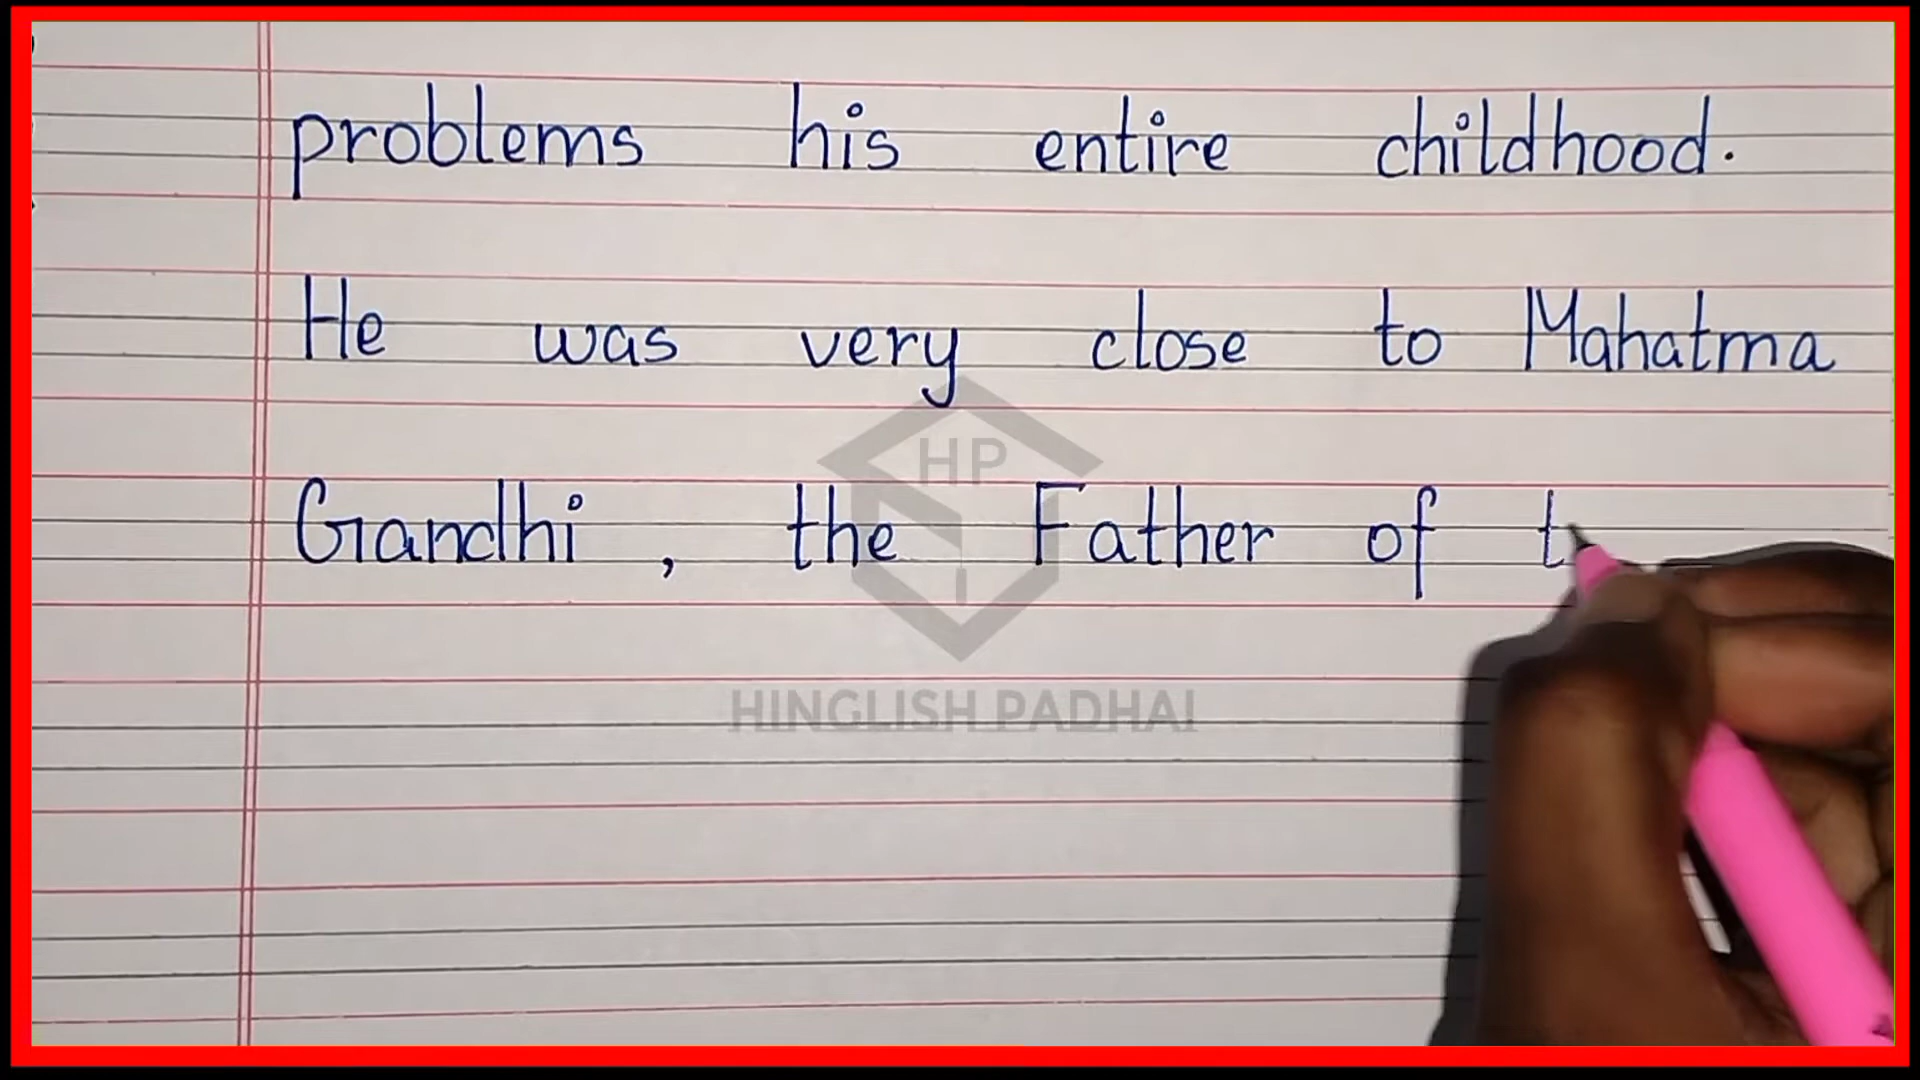 problems his entire childhood.
He was very close to Mahatma
Gandhi , the Father of t
HP
HINGLISH PADHAI